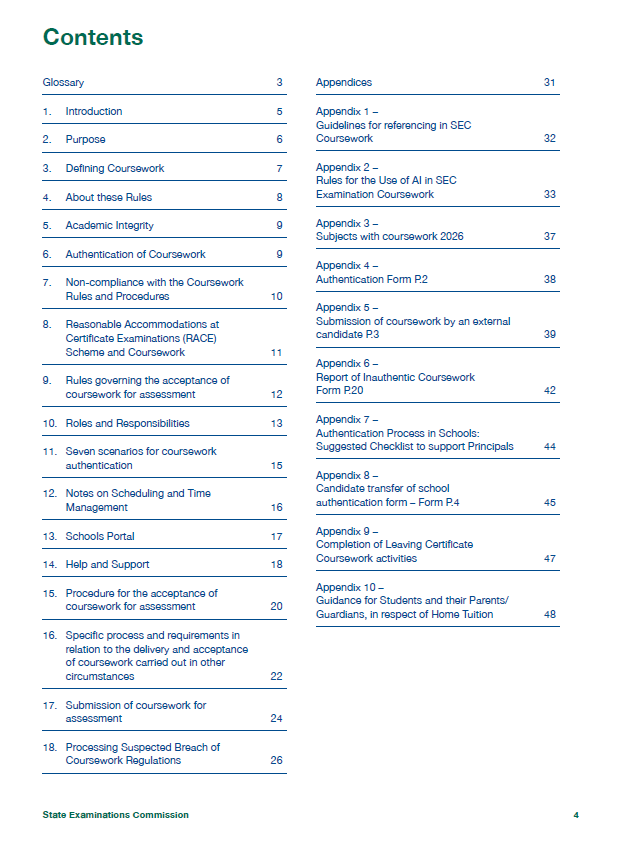 Contents
Glossary 3
1. Introduction 5
2. Purpose 6
3. Defining Coursework 7
4. About these Rules 8
5. Academic Integrity 9
6. Authentication of Coursework 9
7. Non-compliance with the Coursework
Rules and Procedures 10
8. Reasonable Accommodations at
Certificate Examinations (RACE)
Scheme and Coursework 11
9. Rules governing the acceptance of
coursework for assessment 12
10. Roles and Responsibilities 13
11. Seven scenarios for coursework
authentication 15
12. Notes on Scheduling and Time
Management 16
13. Schools Portal 17
14. Help and Support 18
15. Procedure for the acceptance of
coursework for assessment 20
16. Specific process and requirements in
relation to the delivery and acceptance
of coursework carried out in other
circumstances 22
17. Submission of coursework for
assessment 24
18. Processing Suspected Breach of
Coursework Regulations 26
Appendices 31
Appendix 1 –
Guidelines for referencing in SEC
Coursework 32
Appendix 2 –
Rules for the Use of AI in SEC
Examination Coursework 33
Appendix 3 –
Subjects with coursework 2026 37
Appendix 4 –
Authentication Form P.2 38
Appendix 5 –
Submission of coursework by an external
candidate P.3 39
Appendix 6 –
Report of Inauthentic Coursework
Form P.20 42
Appendix 7 –
Authentication Process in Schools:
Suggested Checklist to support Principals 44
Appendix 8 –
Candidate transfer of school
authentication form – Form P.4 45
Appendix 9 –
Completion of Leaving Certificate
Coursework activities 47
Appendix 10 –
Guidance for Students and their Parents/
Guardians, in respect of Home Tuition 48
State Examinations Commission 4